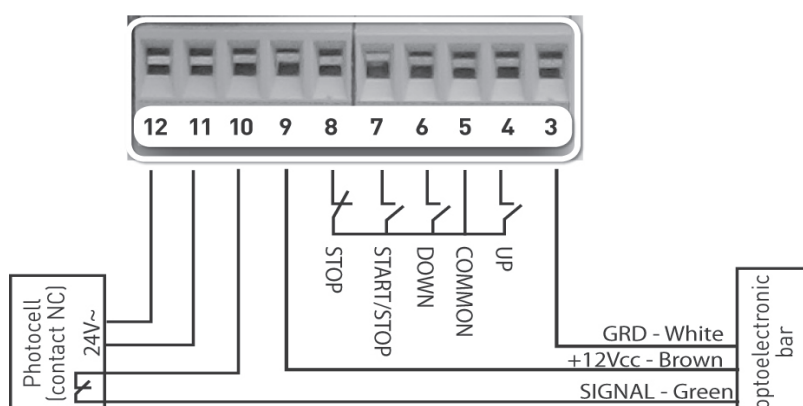 12 11 10 9 8 7 6 5 4 3
STOP
START/STOP
DOWN
COMMON
UP
Photocell
(contact NC)
24V~
GRD - White
+12Vcc - Brown
SIGNAL - Green
optoelectronic
bar